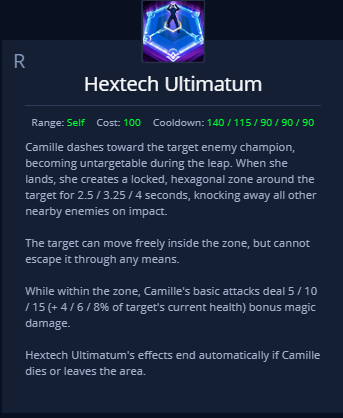 R
Hextech Ultimatum
Range: Self Cost: 100 Cooldown: 140 / 115 / 90 / 90 / 90
Camille dashes toward the target enemy champion,
becoming untargetable during the leap. When she
lands, she creates a locked, hexagonal zone around the
target for 2.5 / 3.25 / 4 seconds, knocking away all other
nearby enemies on impact.
The target can move freely inside the zone, but cannot
escape it through any means.
While within the zone, Camille's basic attacks deal 5 / 10
/ 15 (+ 4 / 6 / 8% of target's current health) bonus magic
damage.
Hextech Ultimatum's effects end automatically if Camille
dies or leaves the area.